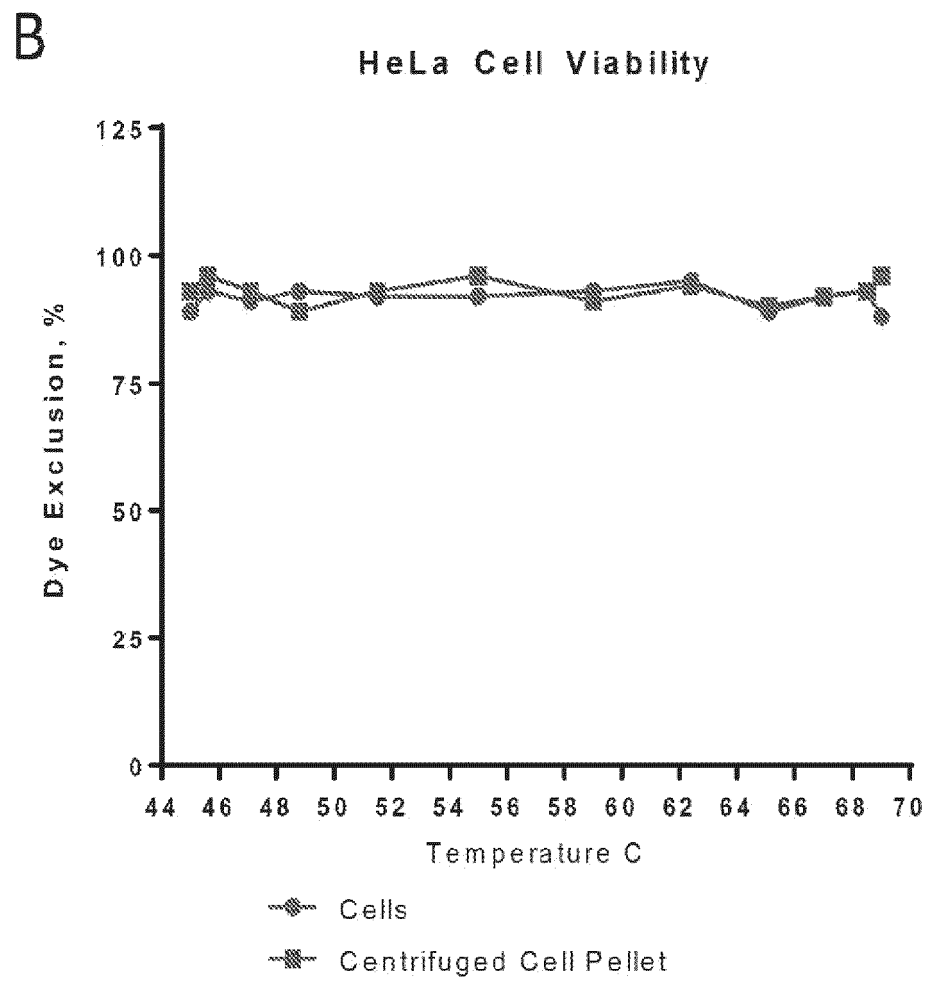 B
HeLa Cell Viability
125
100
75
50
25
0
Dye Exclusion, %
44 46 48 50 52 54 56 58 60 62 64 66 68 70
Temperature C
Cells
Centrifuged Cell Pellet